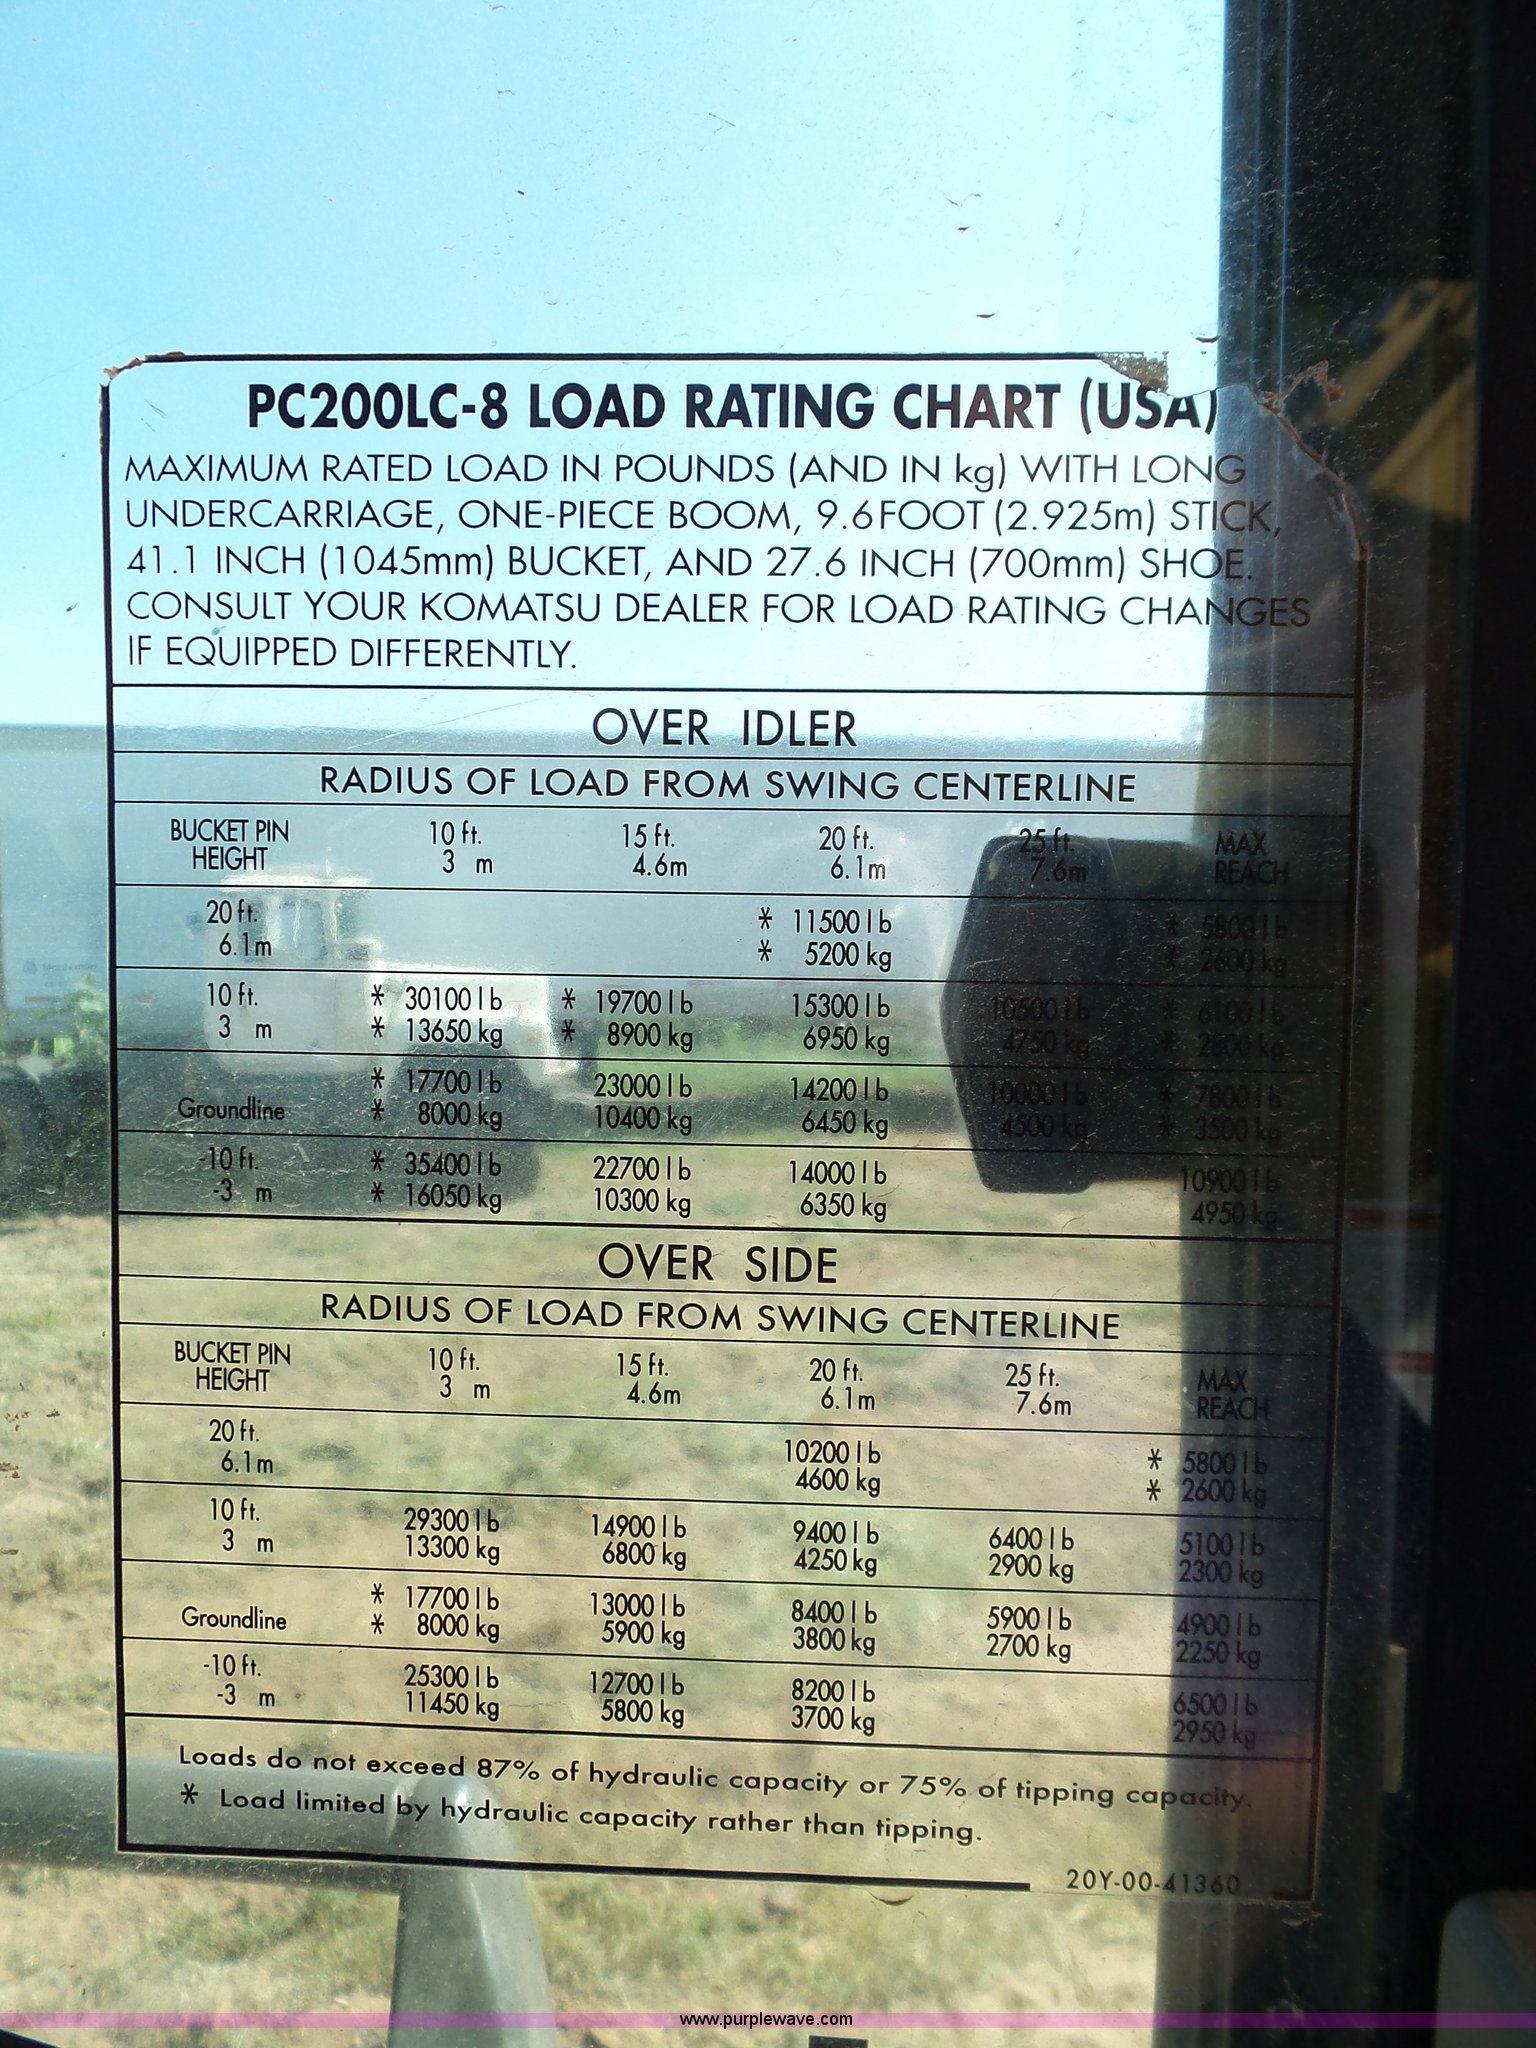 PC200LC-8 LOAD RATING CHART (USA)
MAXIMUM RATED LOAD IN POUNDS (AND IN kg) WITH LONG
UNDERCARRIAGE, ONE-PIECE BOOM, 9.6FOOT (2.925m) STICK,
41.1 INCH (1045mm) BUCKET, AND 27.6 INCH (700mm) SHOE.
CONSULT YOUR KOMATSU DEALER FOR LOAD RATING CHANGES
IF EQUIPPED DIFFERENTLY.
OVER IDLER
RADIUS OF LOAD FROM SWING CENTERLINE
BUCKET PIN 10 ft. 15 ft. 20 ft. 25 ft. MAX
HEIGHT 3 m 4.6m 6.1m 7.6m REACH
20 ft. * 11500 lb * 5800 lb
6.1m * 5200 kg * 2600 kg
10 ft. * 30100 lb * 19700 lb 15300 lb 10500 lb * 6100 lb
3 m * 13650 kg * 8900 kg 6950 kg 4750 kg * 2800 kg
* 17700 lb 23000 lb 14200 lb 10000 lb * 7800 lb
Groundline * 8000 kg 10400 kg 6450 kg 4500 kg * 3500 kg
-10 ft. * 35400 lb 22700 lb 14000 lb 10900 lb
-3 m * 16050 kg 10300 kg 6350 kg 4950 kg
OVER SIDE
RADIUS OF LOAD FROM SWING CENTERLINE
BUCKET PIN 10 ft. 15 ft. 20 ft. 25 ft. MAX
HEIGHT 3 m 4.6m 6.1m 7.6m REACH
20 ft. 10200 lb * 5800 lb
6.1m 4600 kg * 2600 kg
10 ft. 29300 lb 14900 lb 9400 lb 6400 lb 5100 lb
3 m 13300 kg 6800 kg 4250 kg 2900 kg 2300 kg
* 17700 lb 13000 lb 8400 lb 5900 lb 4900 lb
Groundline * 8000 kg 5900 kg 3800 kg 2700 kg 2250 kg
-10 ft. 25300 lb 12700 lb 8200 lb 6500 lb
-3 m 11450 kg 5800 kg 3700 kg 2950 kg
Loads do not exceed 87% of hydraulic capacity or 75% of tipping capacity.
* Load limited by hydraulic capacity rather than tipping.
20Y-00-41360
www.purplewave.com